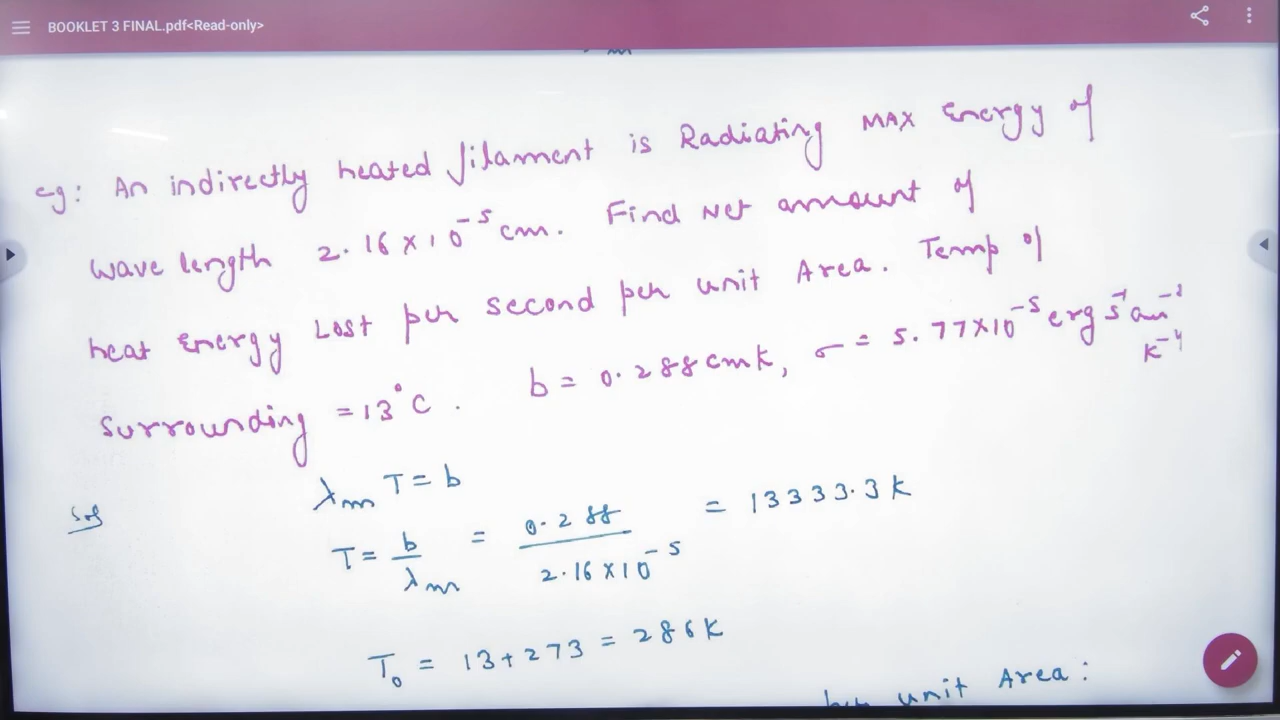 BOOKLET 3 FINAL.pdf<Read-only>
eg: An indirectly heated filament is Radiating MAX Energy of
wave length 2.16 × 10⁻⁵ cm. Find Net amount of
heat Energy Lost per second per unit Area. Temp of
Surrounding = 13°C. b = 0.288 cmk, σ = 5.77×10⁻⁵ erg s⁻¹ cm⁻²
K⁻⁴
Sol
λm T = b
T = b/λm = 0.288/2.16×10⁻⁵ = 13333.3 K
T₀ = 13+273 = 286K
per unit Area: